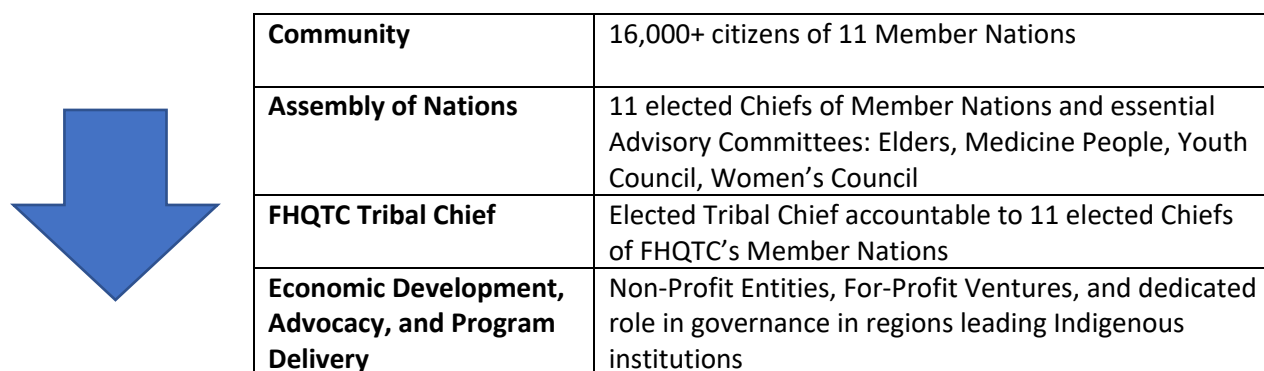 Community
16,000+ citizens of 11 Member Nations
Assembly of Nations
11 elected Chiefs of Member Nations and essential
Advisory Committees: Elders, Medicine People, Youth
Council, Women’s Council
FHQTC Tribal Chief
Elected Tribal Chief accountable to 11 elected Chiefs
of FHQTC’s Member Nations
Economic Development,
Advocacy, and Program
Delivery
Non-Profit Entities, For-Profit Ventures, and dedicated
role in governance in regions leading Indigenous
institutions